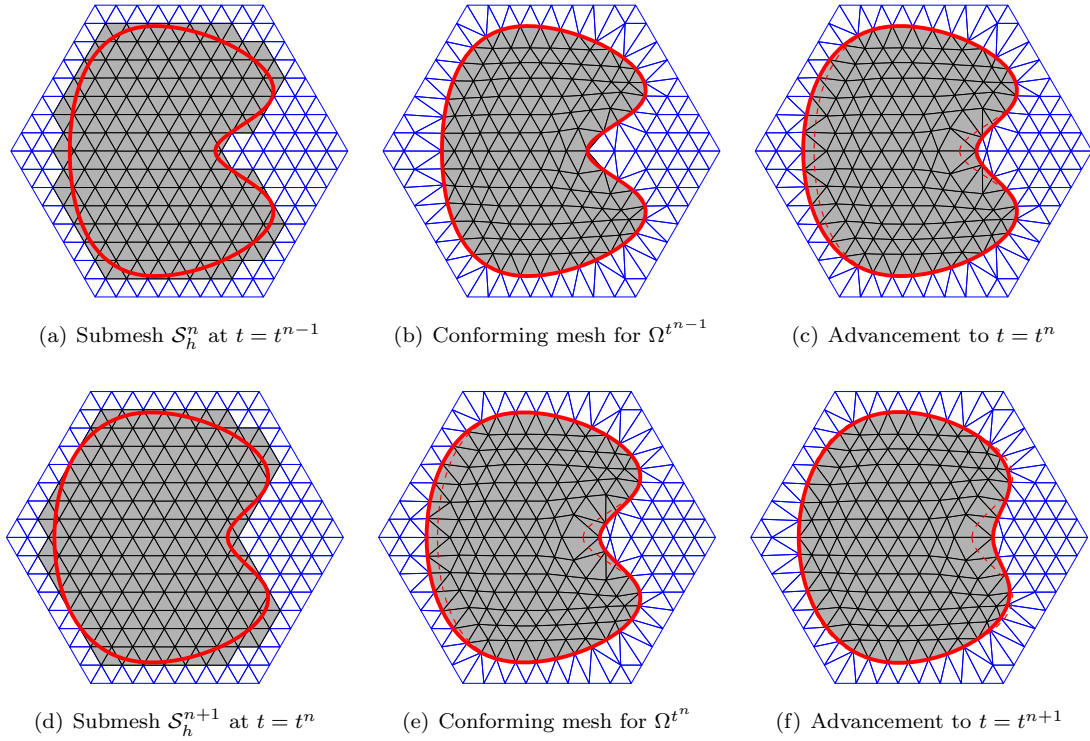 (a) Submesh $\mathcal{S}_h^n$ at $t = t^{n-1}$
(b) Conforming mesh for $\Omega^{t^{n-1}}$
(c) Advancement to $t = t^n$
(d) Submesh $\mathcal{S}_h^{n+1}$ at $t = t^n$
(e) Conforming mesh for $\Omega^{t^n}$
(f) Advancement to $t = t^{n+1}$